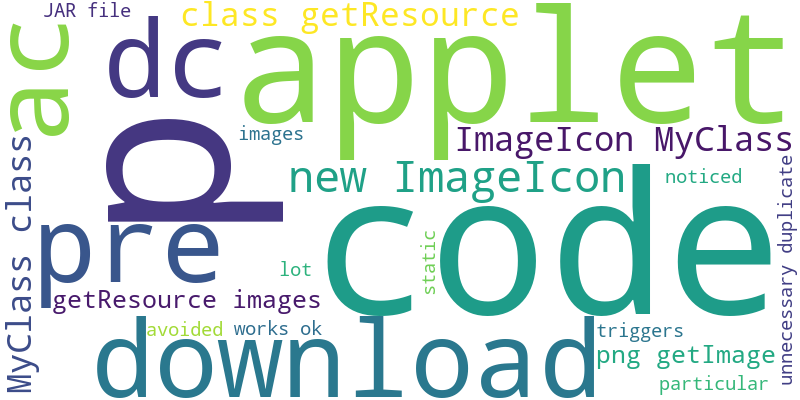 JAR file
class getResource
ac
dc
applet
p
images
ImageIcon MyClass
new ImageIcon
noticed
MyClass class
pre
code
unnecessary duplicate
static
lot
getResource images
avoided
works ok
download
triggers
png getImage
particular